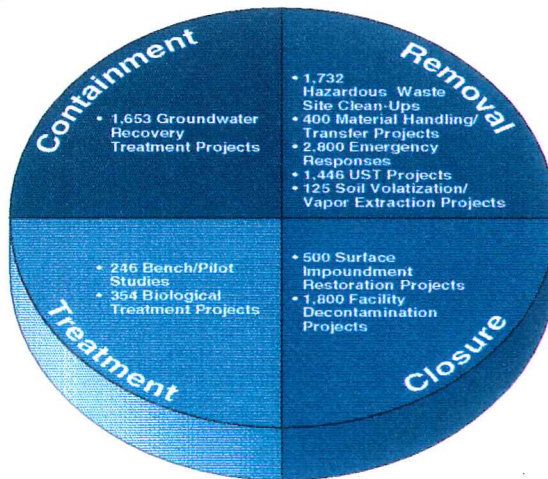 Containment
• 1,653 Groundwater
Recovery
Treatment Projects
Removal
• 1,732
Hazardous Waste
Site Clean-Ups
• 400 Material Handling/
Transfer Projects
• 2,800 Emergency
Responses
• 1,446 UST Projects
• 125 Soil Volatization/
Vapor Extraction Projects
• 246 Bench/Pilot
Studies
• 354 Biological
Treatment Projects
Treatment
• 500 Surface
Impoundment
Restoration Projects
• 1,800 Facility
Decontamination
Projects
Closure